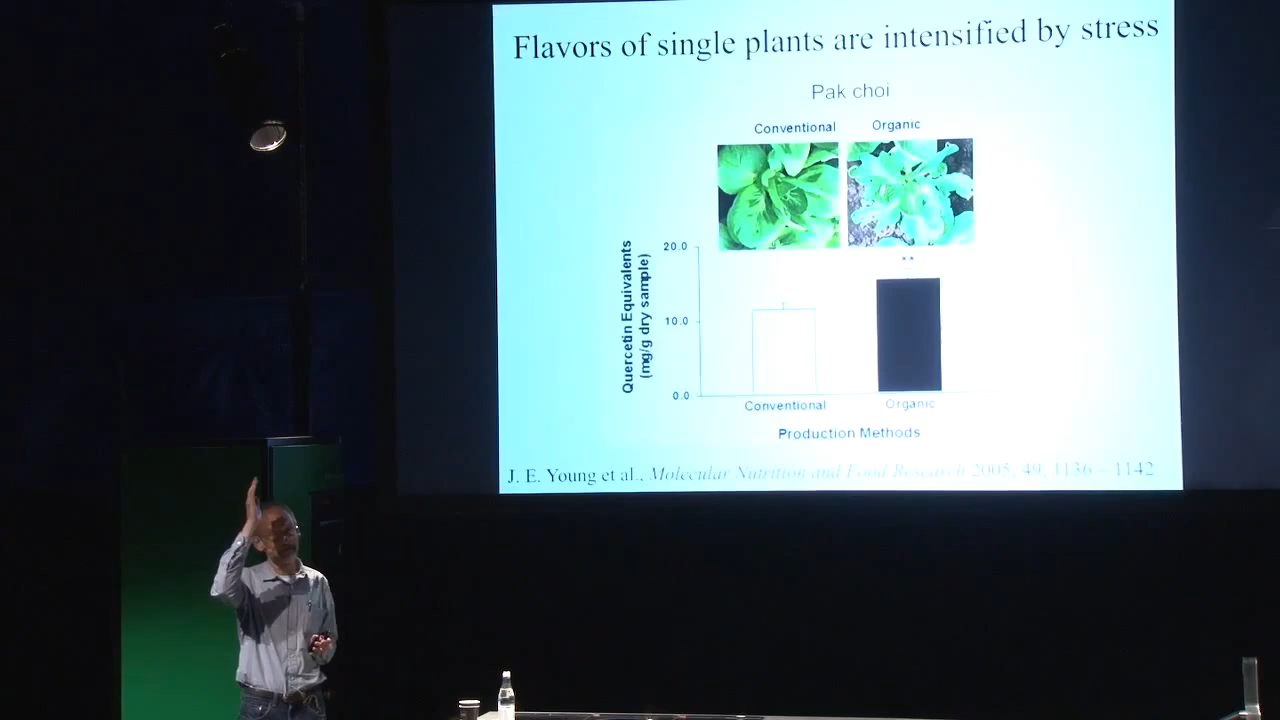 Flavors of single plants are intensified by stress
Pak choi
Conventional Organic
**
20.0
10.0
0.0
Quercetin Equivalents
(mg/g dry sample)
Conventional Organic
Production Methods
J. E. Young et al., Molecular Nutrition and Food Research 2005, 49, 1136 – 1142